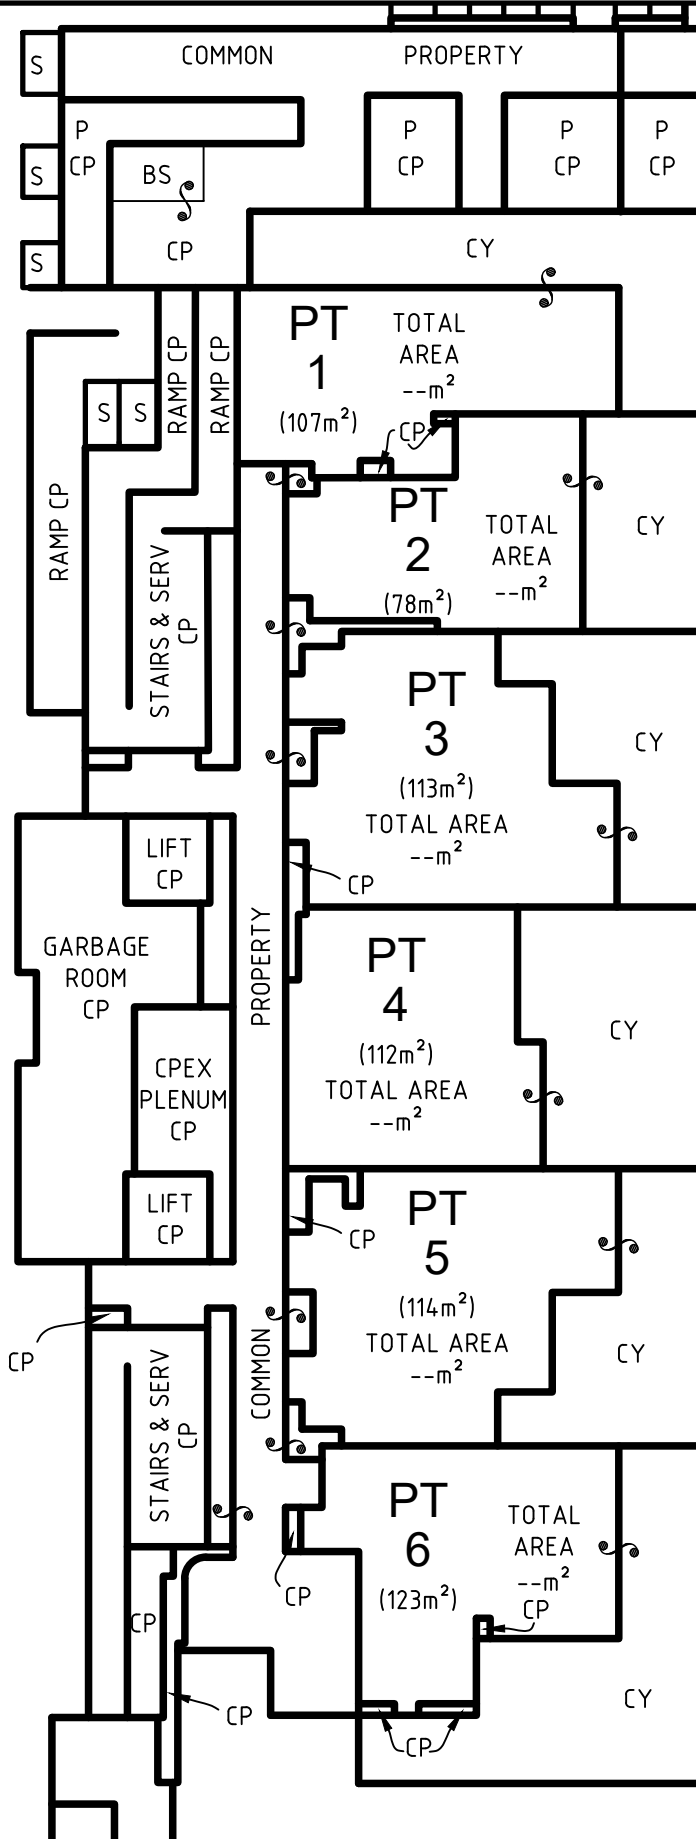 COMMON PROPERTY
S
P
CP
BS
P
CP
P
CP
P
CP
S
CP
CY
S
PT
1
(107m²)
TOTAL
AREA
--m²
CP
RAMP CP
RAMP CP
S S
RAMP CP
PT
2
(78m²)
TOTAL
AREA
--m²
CY
STAIRS & SERV
CP
PT
3
(113m²)
TOTAL AREA
--m²
CY
LIFT
CP
CP
GARBAGE
ROOM
CP
PROPERTY
PT
4
(112m²)
TOTAL AREA
--m²
CY
CPEX
PLENUM
CP
LIFT
CP
CP
PT
5
(114m²)
TOTAL AREA
--m²
CY
CP
COMMON
STAIRS & SERV
CP
PT
6
(123m²)
TOTAL
AREA
--m²
CP
CP
CP
CP
CY
CP